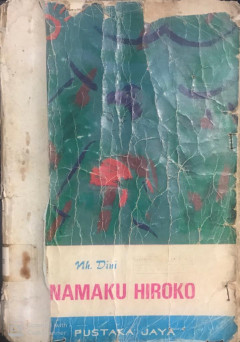 Nh. Dini
NAMAKU HIROKO
PUSTAKA JAYA